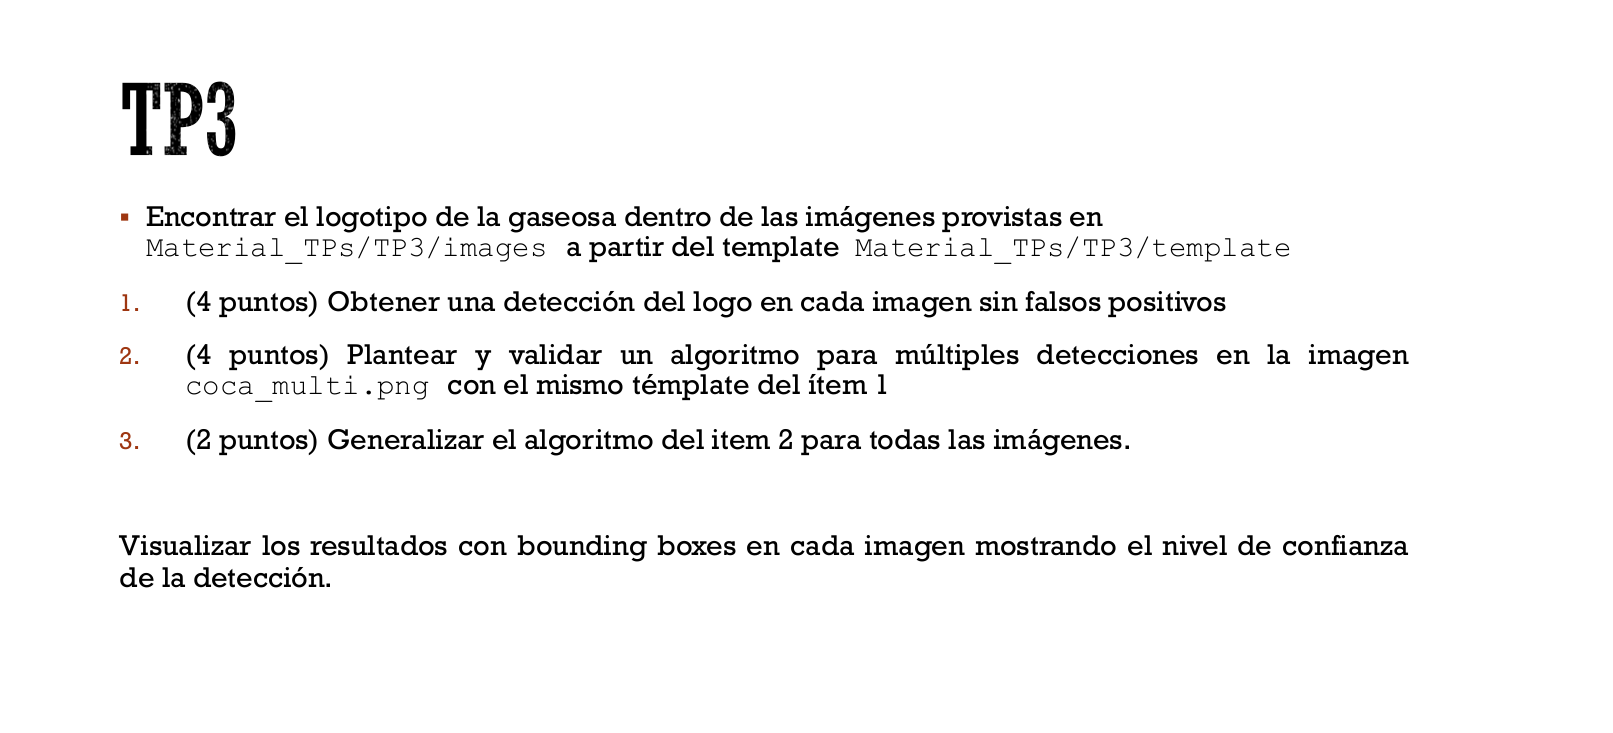 TP3
▪ Encontrar el logotipo de la gaseosa dentro de las imágenes provistas en
Material_TPs/TP3/images a partir del template Material_TPs/TP3/template
1. (4 puntos) Obtener una detección del logo en cada imagen sin falsos positivos
2. (4 puntos) Plantear y validar un algoritmo para múltiples detecciones en la imagen
coca_multi.png con el mismo témplate del ítem 1
3. (2 puntos) Generalizar el algoritmo del item 2 para todas las imágenes.
Visualizar los resultados con bounding boxes en cada imagen mostrando el nivel de confianza
de la detección.